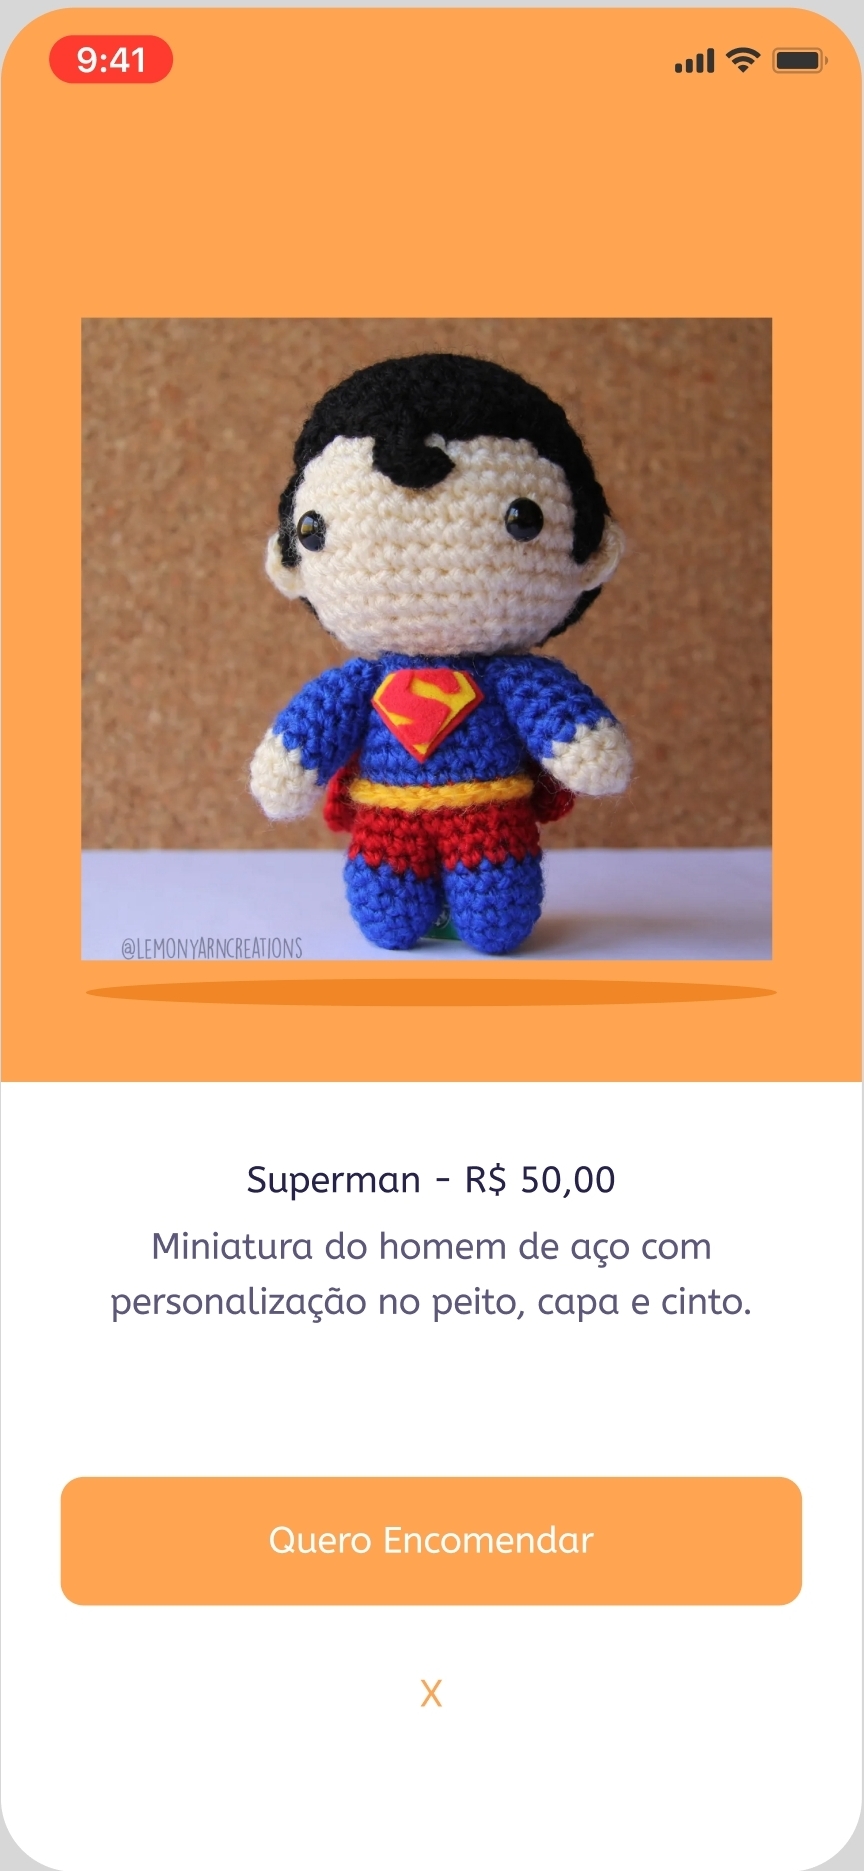 9:41
@LEMONYARNCREATIONS
Superman - R$ 50,00
Miniatura do homem de aço com
personalização no peito, capa e cinto.
Quero Encomendar
X